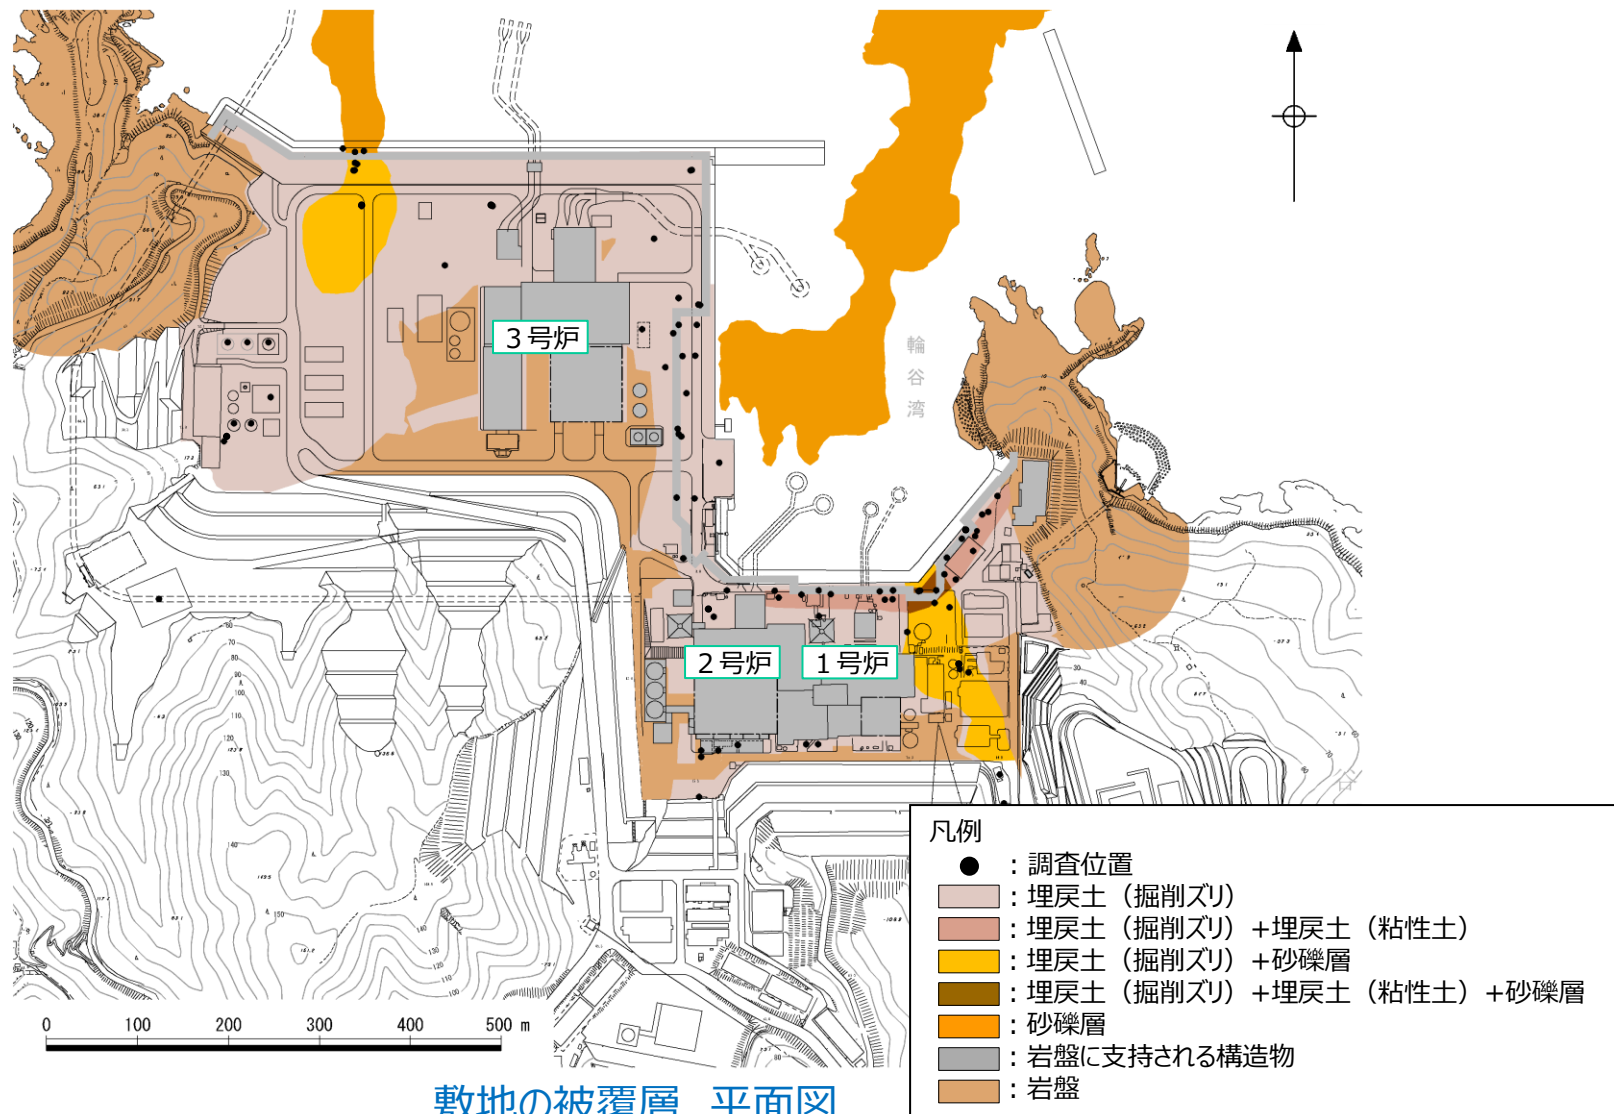 3号炉
輪
谷
湾
2号炉
1号炉
谷
凡例
●：調査位置
：埋戻土（掘削ズリ）
：埋戻土（掘削ズリ）+埋戻土（粘性土）
：埋戻土（掘削ズリ）+砂礫層
：埋戻土（掘削ズリ）+埋戻土（粘性土）+砂礫層
：砂礫層
：岩盤に支持される構造物
：岩盤
0 100 200 300 400 500 m
敷地の被覆層 平面図